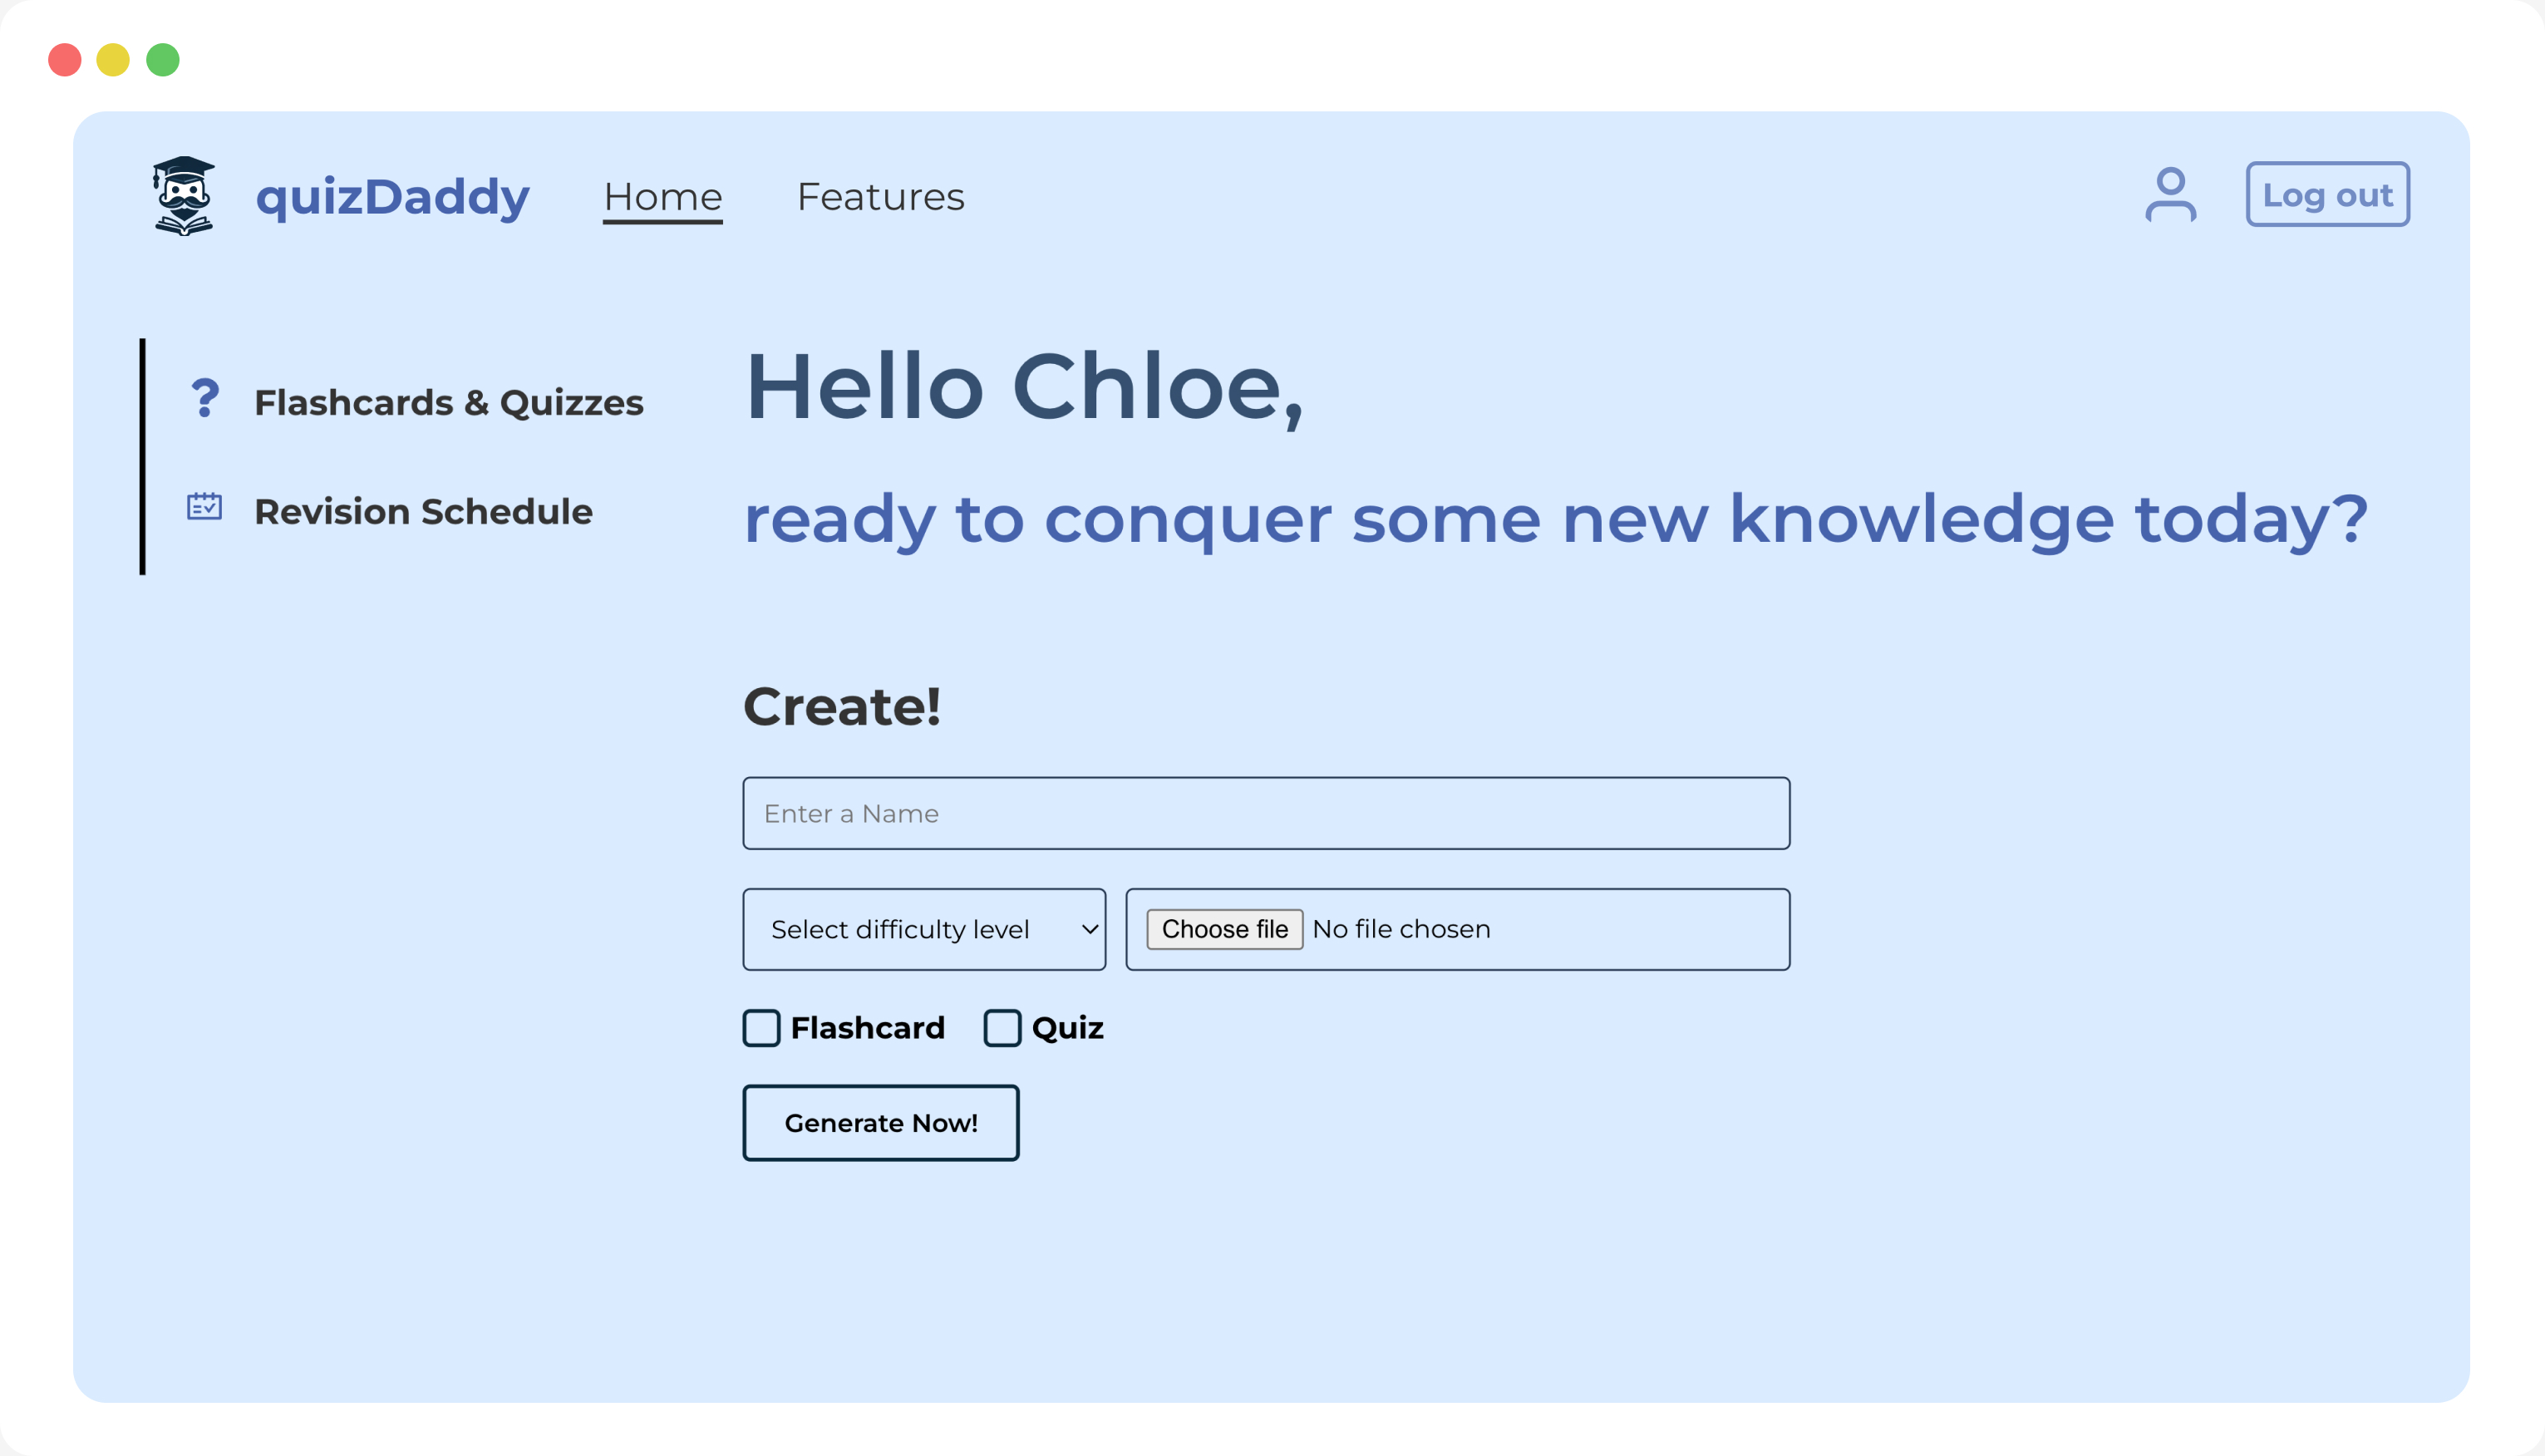 quizDaddy
Home
Features
Log out
? Flashcards & Quizzes
Revision Schedule
Hello Chloe,
ready to conquer some new knowledge today?
Create!
Enter a Name
Select difficulty level
Choose file No file chosen
Flashcard
Quiz
Generate Now!